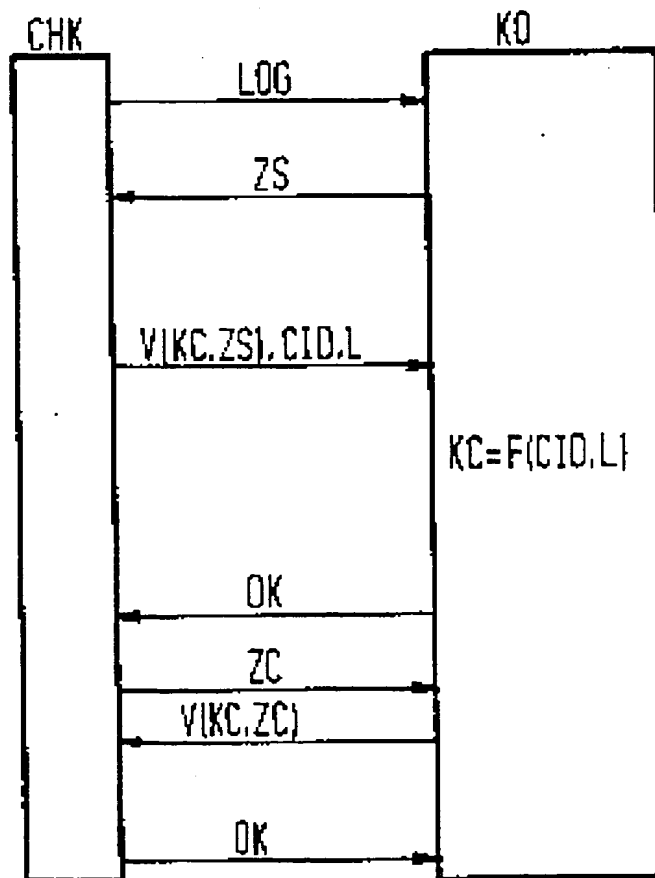 CHK
KO
LOG
ZS
V(KC.ZS).CID.L
KC=F(CID.L)
OK
ZC
V(KC.ZC)
OK